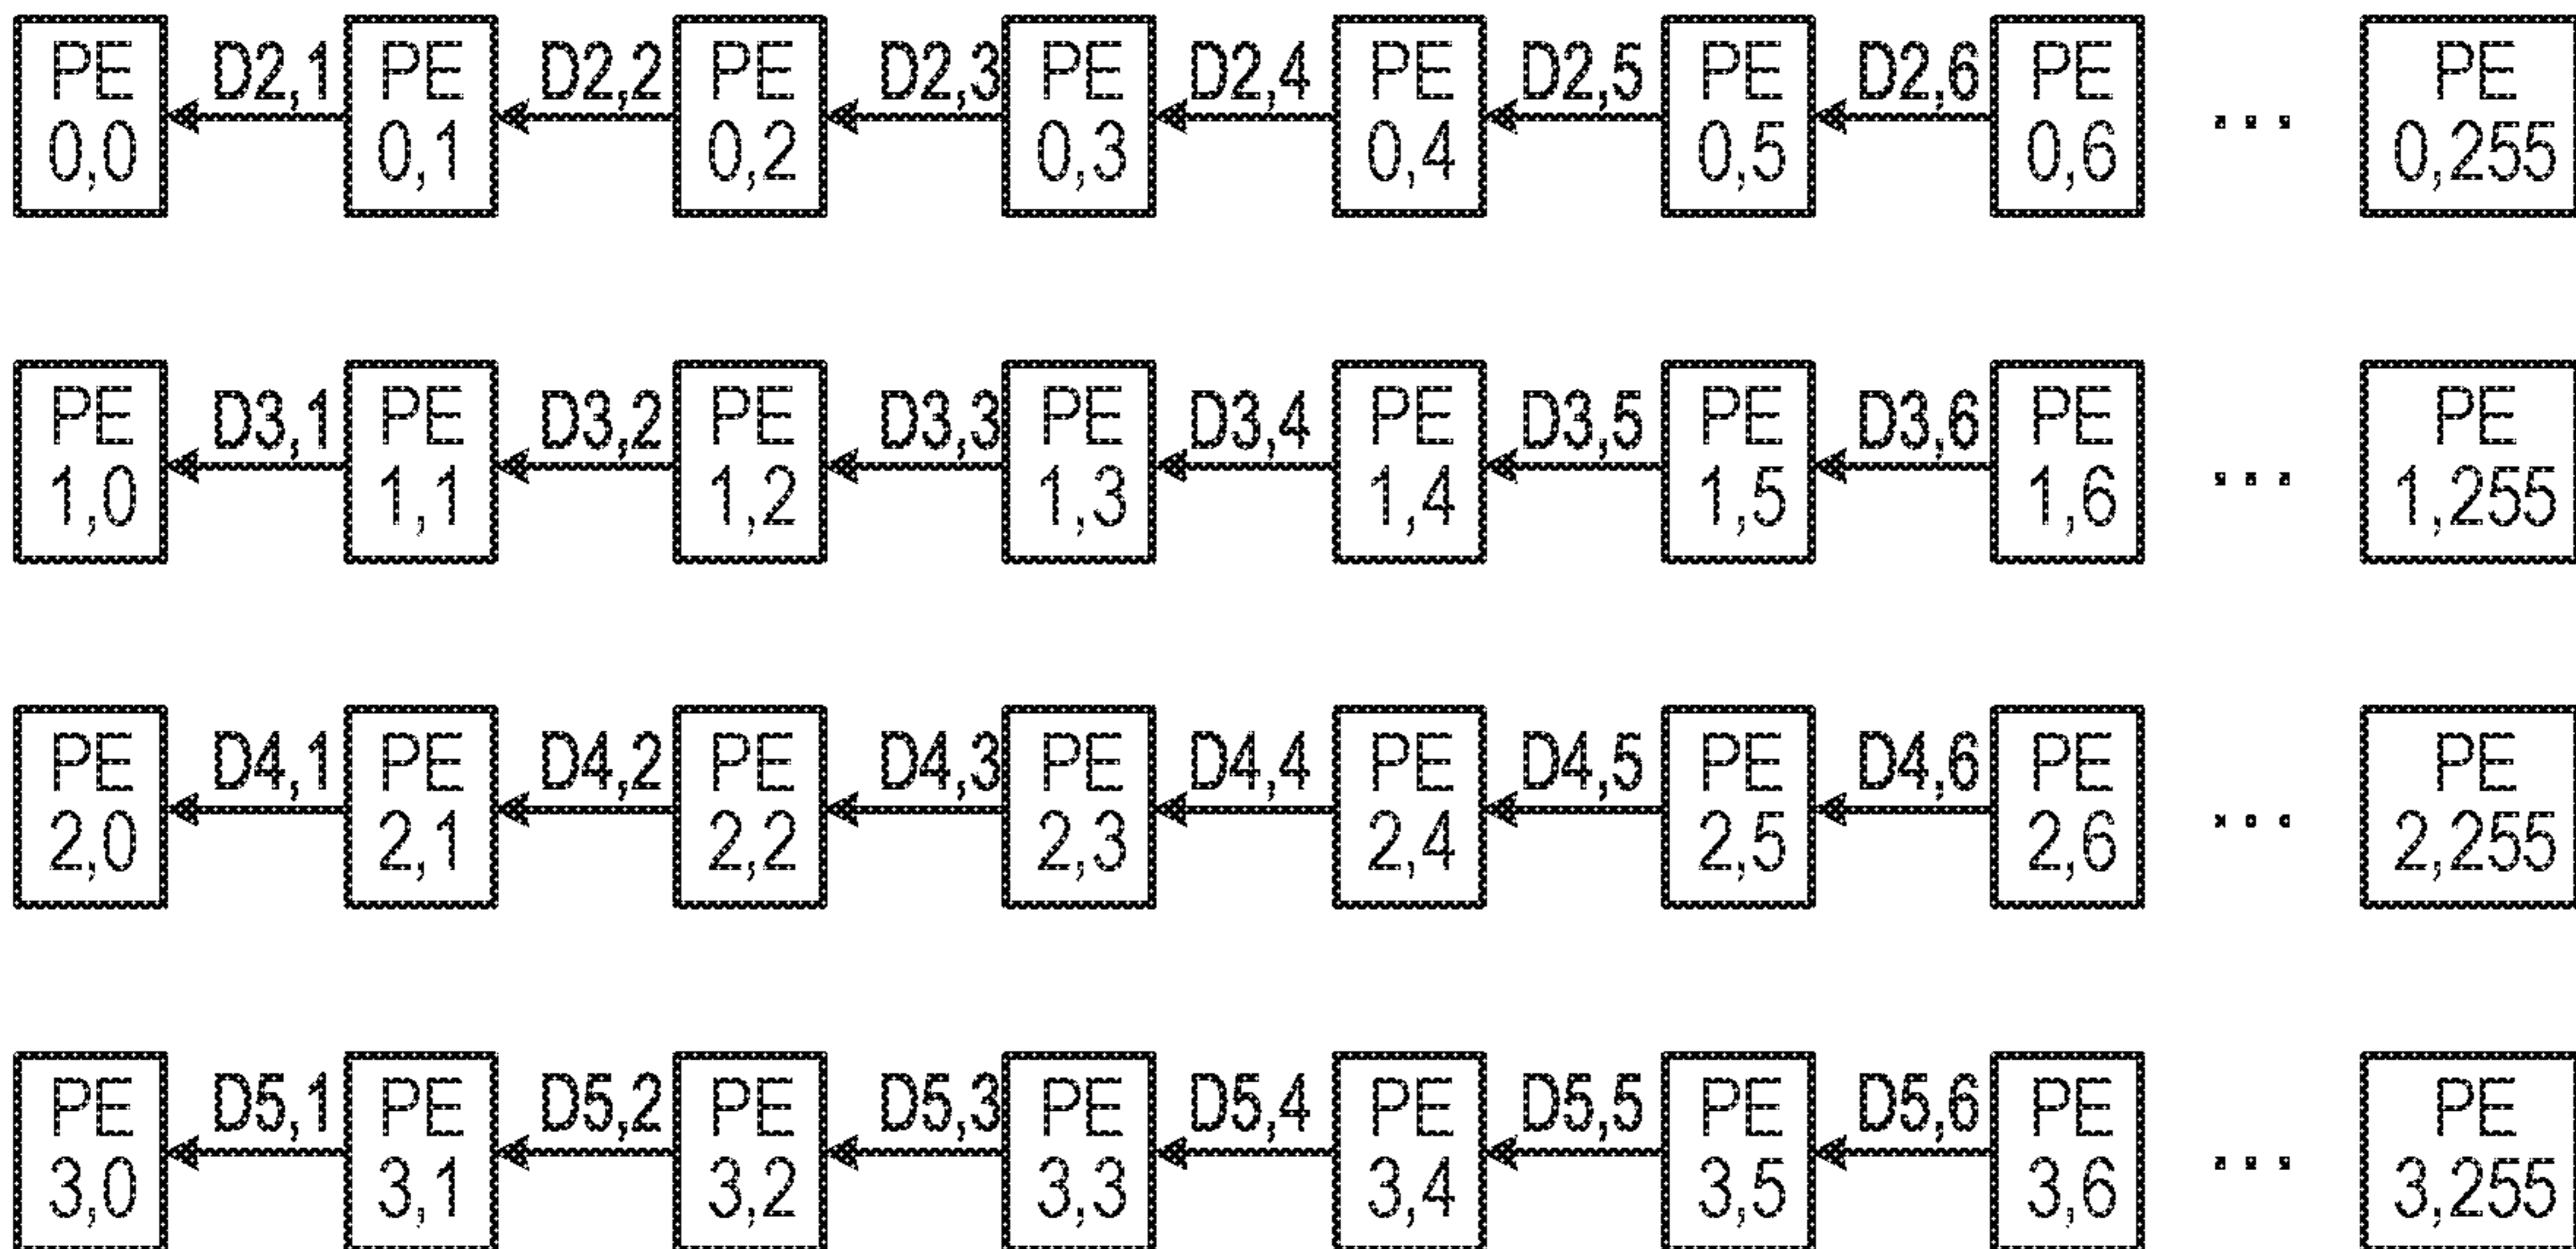 PE D2,1 PE D2,2 PE D2,3 PE D2,4 PE D2,5 PE D2,6 PE PE
0,0 0,1 0,2 0,3 0,4 0,5 0,6 ... 0,255
PE D3,1 PE D3,2 PE D3,3 PE D3,4 PE D3,5 PE D3,6 PE PE
1,0 1,1 1,2 1,3 1,4 1,5 1,6 ... 1,255
PE D4,1 PE D4,2 PE D4,3 PE D4,4 PE D4,5 PE D4,6 PE PE
2,0 2,1 2,2 2,3 2,4 2,5 2,6 ... 2,255
PE D5,1 PE D5,2 PE D5,3 PE D5,4 PE D5,5 PE D5,6 PE PE
3,0 3,1 3,2 3,3 3,4 3,5 3,6 ... 3,255